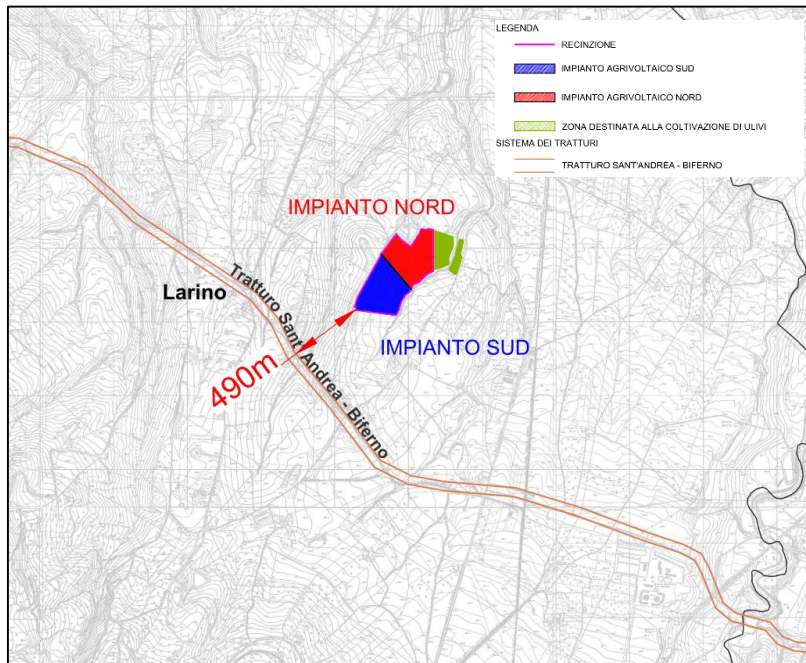 LEGENDA
RECINZIONE
IMPIANTO AGRIVOLTAICO SUD
IMPIANTO AGRIVOLTAICO NORD
ZONA DESTINATA ALLA COLTIVAZIONE DI ULIVI
SISTEMA DEI TRATTURI
TRATTURO SANT'ANDREA - BIFERNO
IMPIANTO NORD
Larino
Tratturo Sant' Andrea - Biferno
490m
IMPIANTO SUD